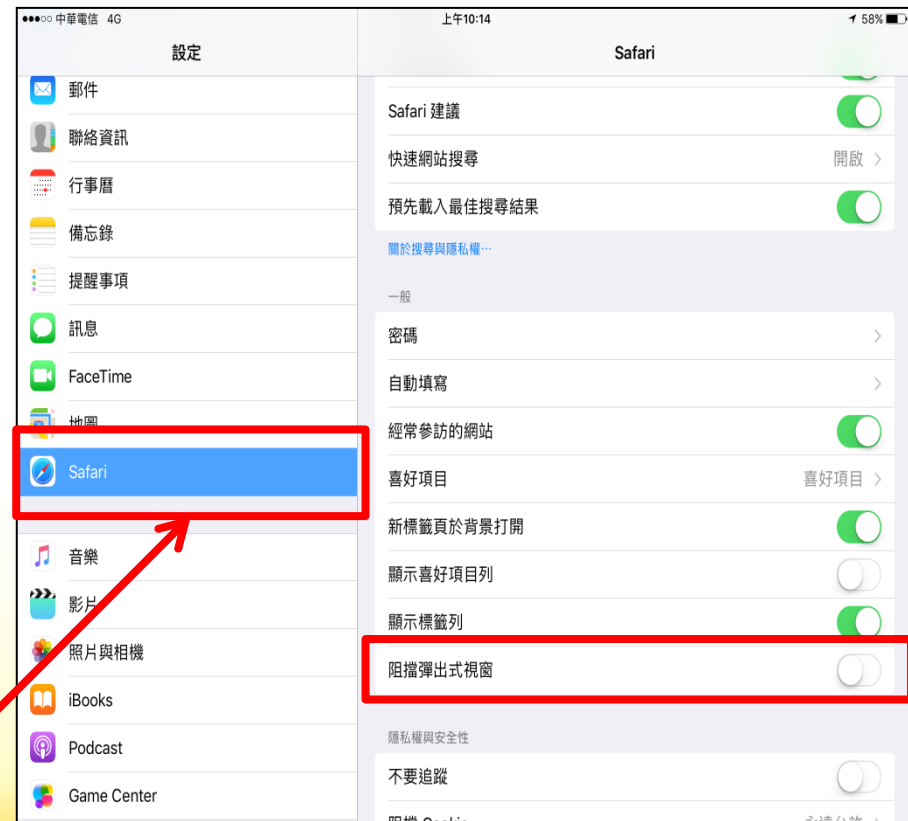 中華電信 4G
上午10:14
58%
設定
Safari
郵件
聯絡資訊
行事曆
備忘錄
提醒事項
訊息
FaceTime
地圖
Safari
音樂
影片
照片與相機
iBooks
Podcast
Game Center
Safari 建議
快速網站搜尋 開啟
預先載入最佳搜尋結果
關於搜尋與隱私權⋯
一般
密碼
自動填寫
經常參訪的網站
喜好項目 喜好項目
新標籤頁於背景打開
顯示喜好項目列
顯示標籤列
阻擋彈出式視窗
隱私權與安全性
不要追蹤
阻擋 Cookie 永遠允許